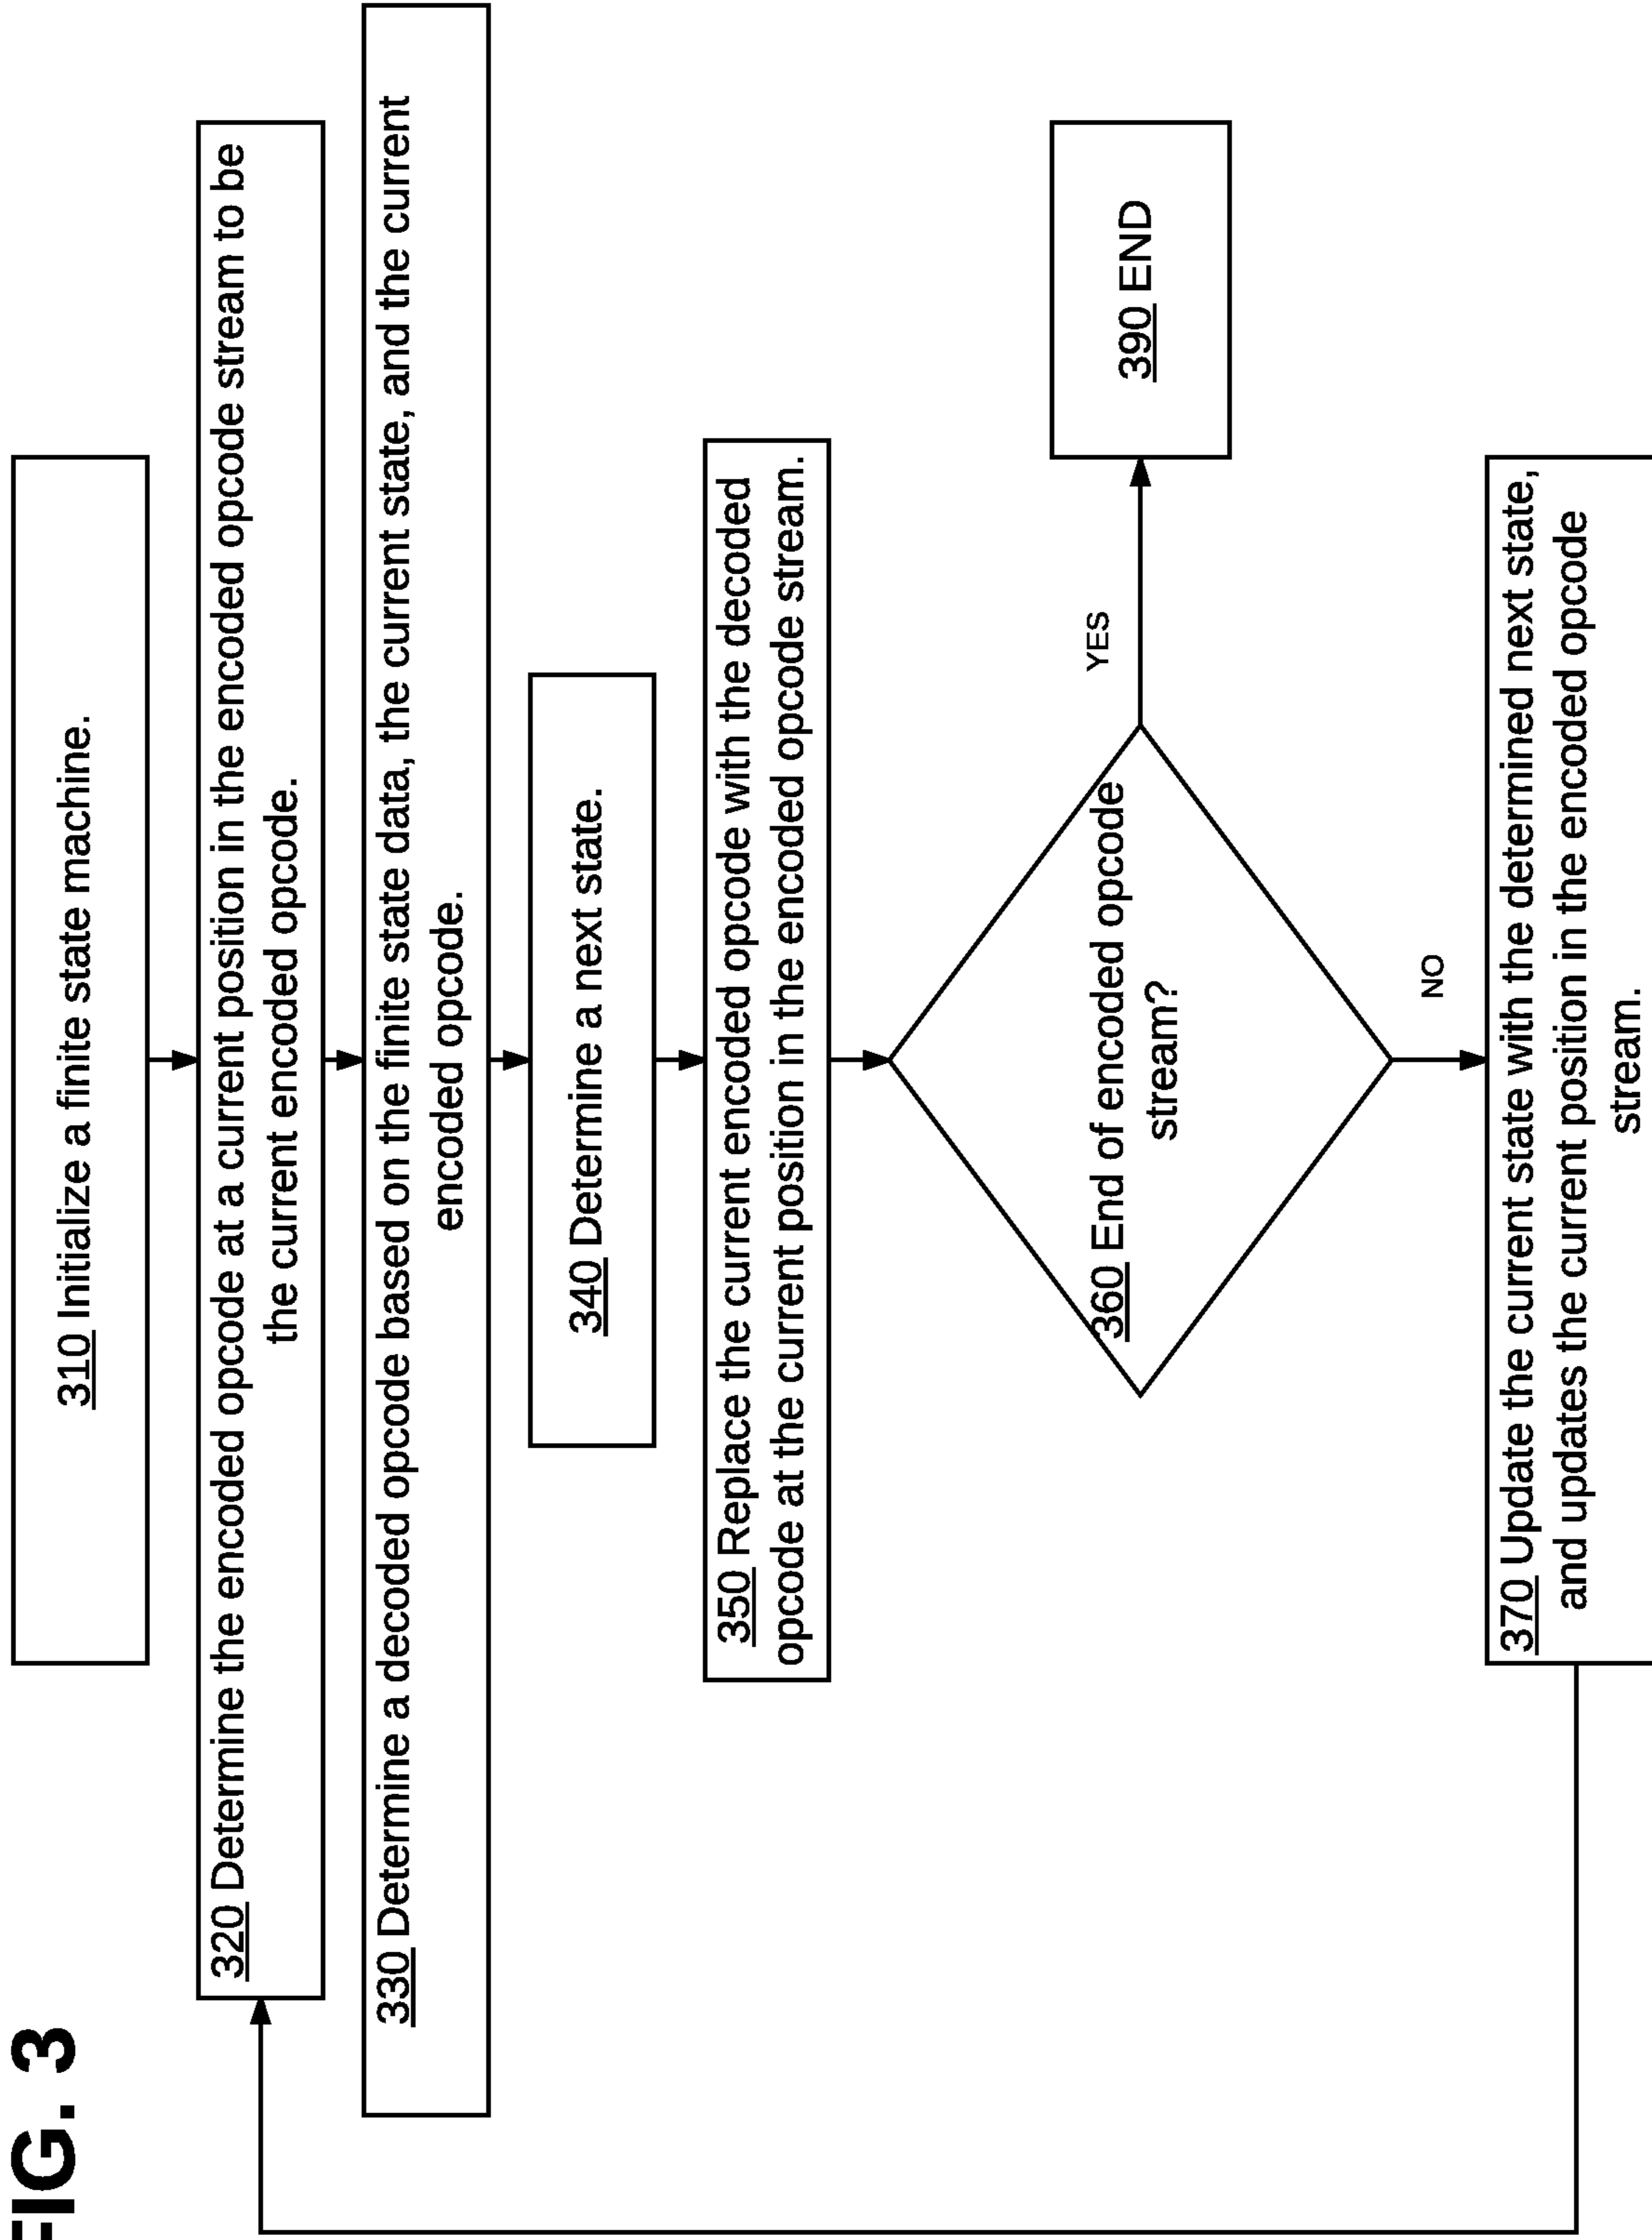 FIG. 3
310 Initialize a finite state machine.
320 Determine the encoded opcode at a current position in the encoded opcode stream to be
the current encoded opcode.
330 Determine a decoded opcode based on the finite state data, the current state, and the current
encoded opcode.
340 Determine a next state.
350 Replace the current encoded opcode with the decoded
opcode at the current position in the encoded opcode stream.
360 End of encoded opcode
stream?
YES
390 END
NO
370 Update the current state with the determined next state,
and updates the current position in the encoded opcode
stream.